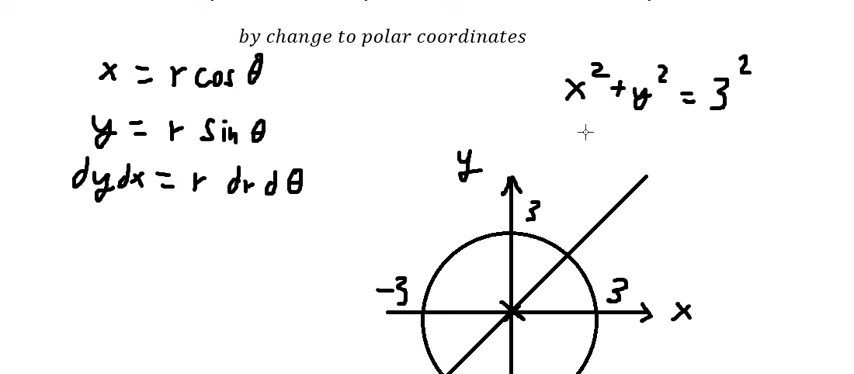 by change to polar coordinates
x = r cos θ
x² + y² = 3²
y = r sin θ
dydx = r dr dθ
y
3
-3
3
x